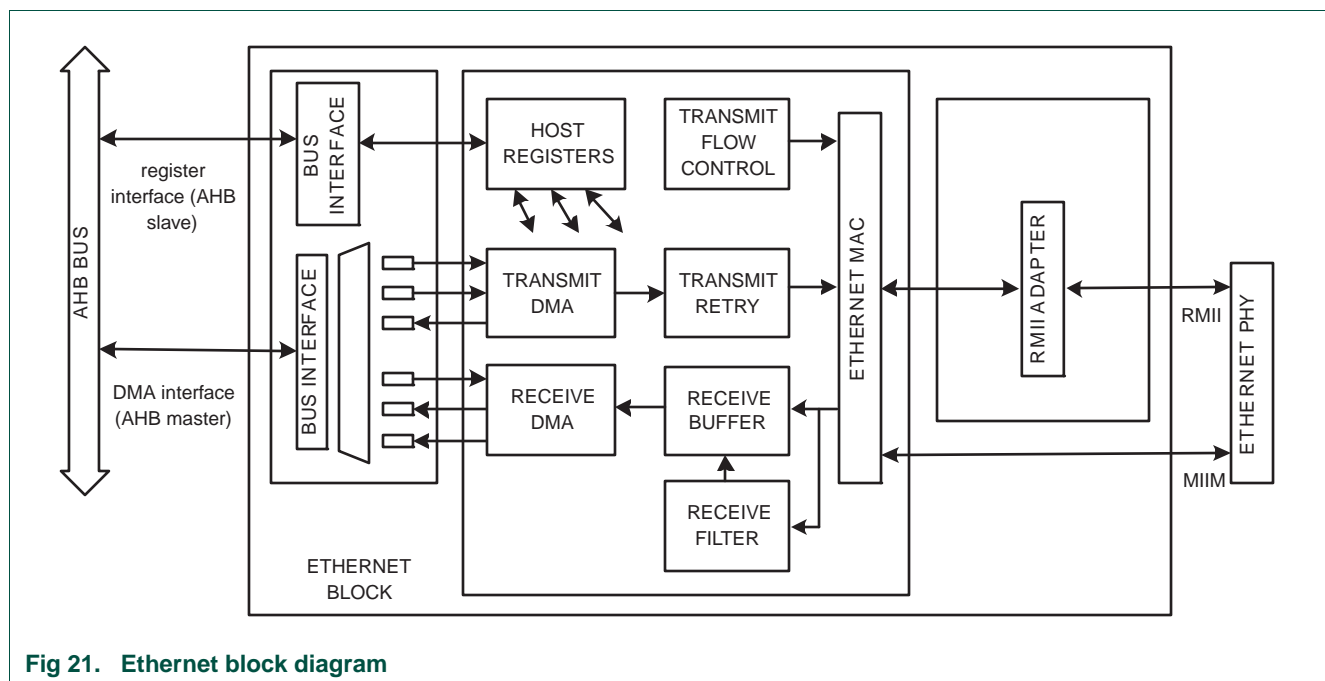 AHB BUS
register
interface (AHB
slave)
DMA interface
(AHB master)
BUS
INTERFACE
BUS INTERFACE
ETHERNET
BLOCK
HOST
REGISTERS
TRANSMIT
FLOW
CONTROL
TRANSMIT
DMA
TRANSMIT
RETRY
RECEIVE
DMA
RECEIVE
BUFFER
RECEIVE
FILTER
ETHERNET MAC
RMII ADAPTER
RMII
MIIM
ETHERNET PHY
Fig 21. Ethernet block diagram